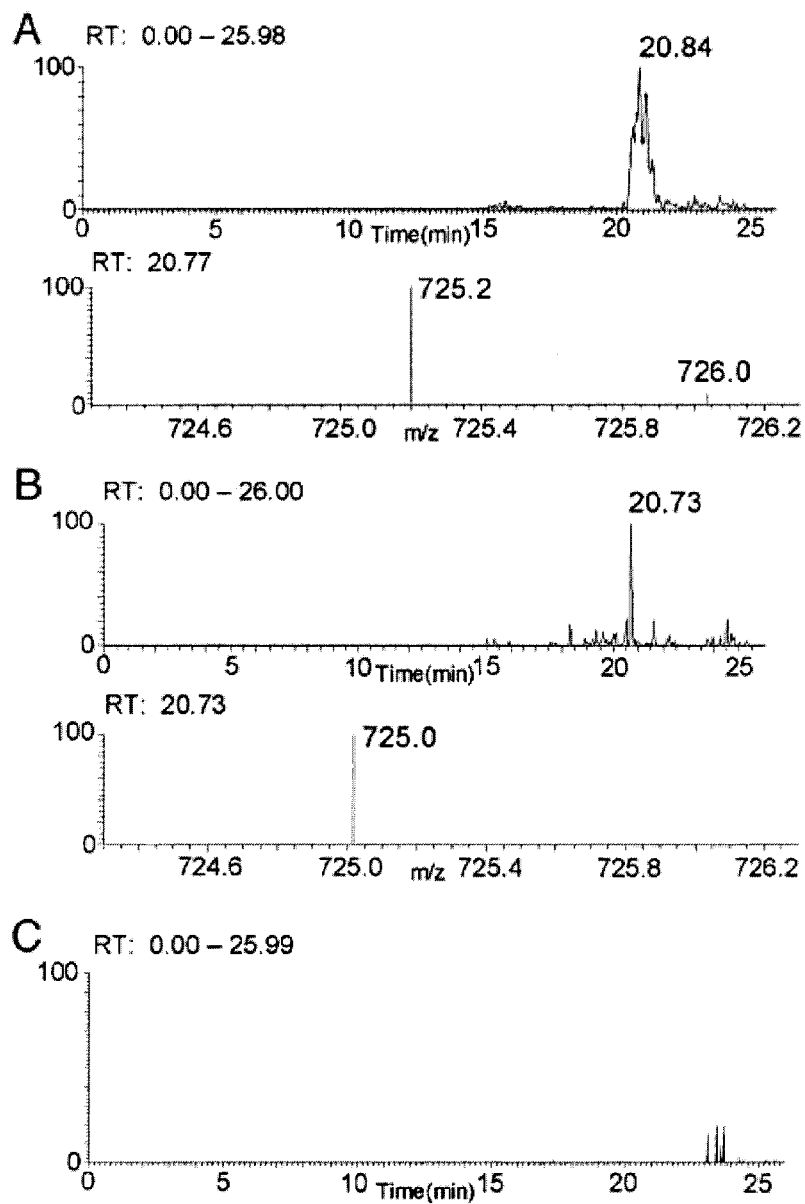 A
RT: 0.00 – 25.98
20.84
100
0
0 5 10 15 20 25
Time(min)
RT: 20.77
100
725.2
726.0
0
724.6 725.0 725.4 725.8 726.2
m/z
B
RT: 0.00 – 26.00
20.73
100
0
0 5 10 15 20 25
Time(min)
RT: 20.73
100
725.0
0
724.6 725.0 725.4 725.8 726.2
m/z
C
RT: 0.00 – 25.99
100
0
0 5 10 15 20 25
Time(min)